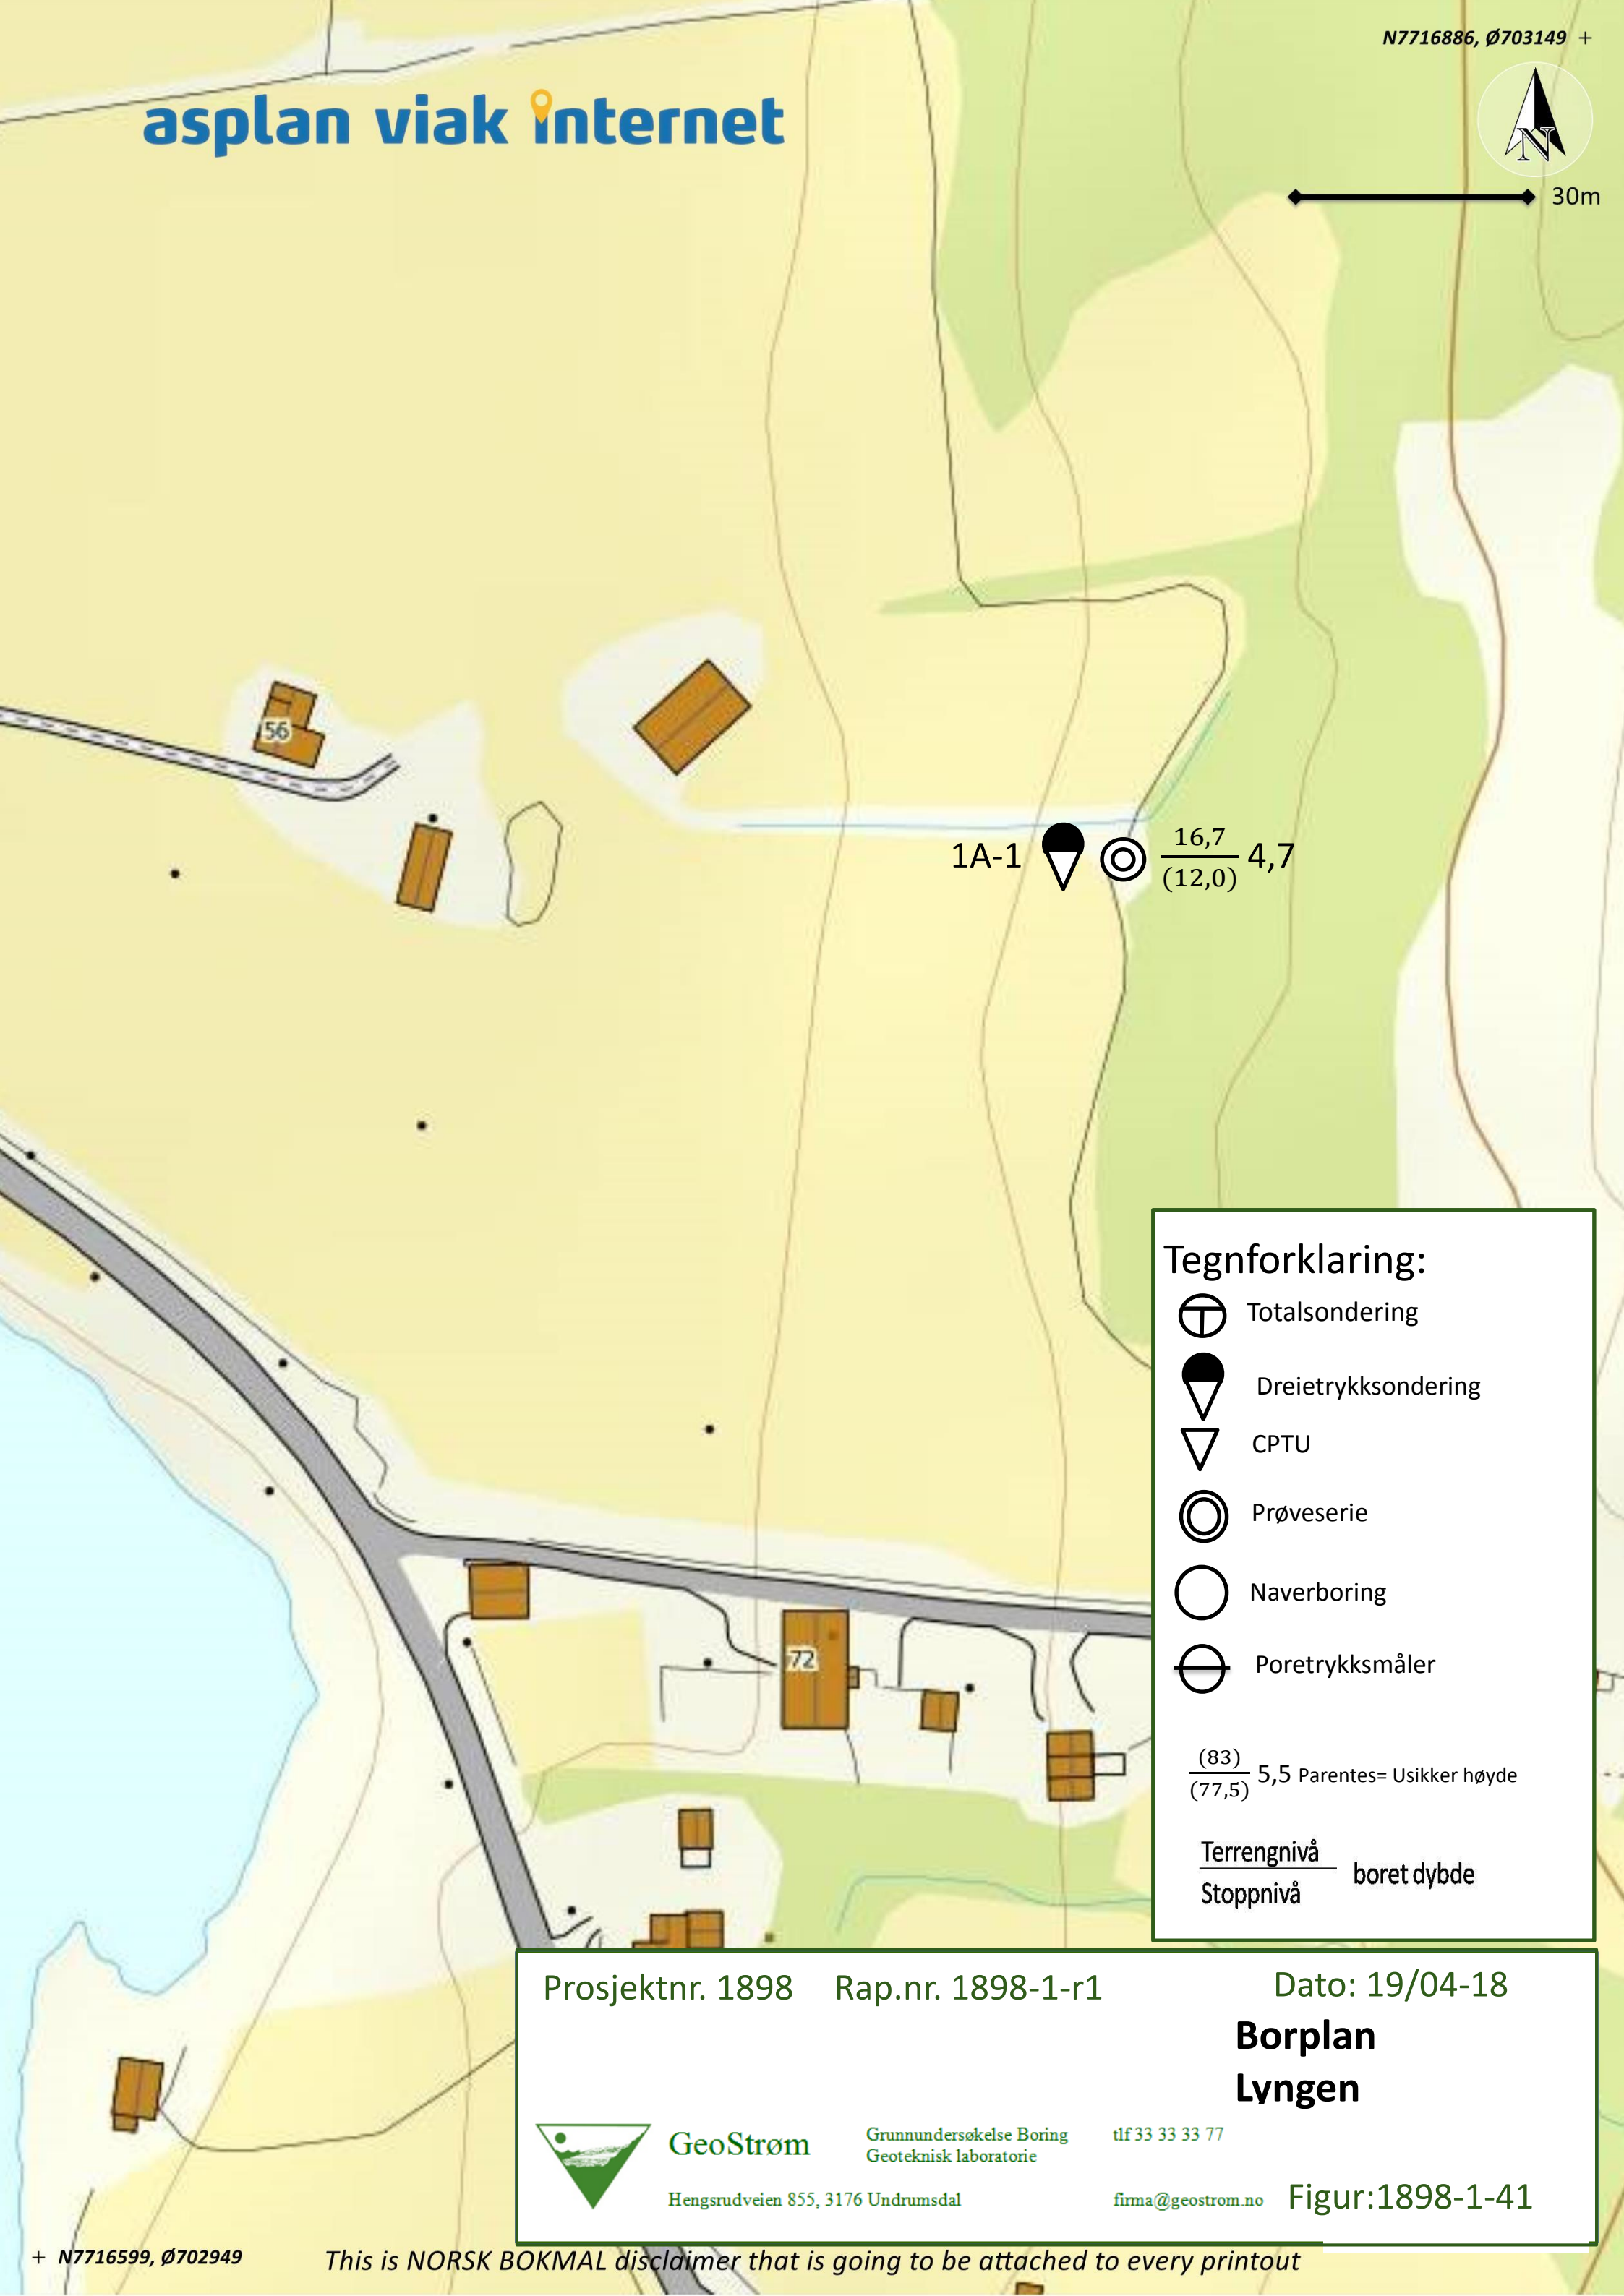 N7716886, Ø703149 +
asplan viak internet
N
30m
56
1A-1 16,7 4,7
(12,0)
Tegnforklaring:
Totalsondering
Dreietrykksondering
CPTU
Prøveserie
Naverboring
Poretrykksmåler
(83)
(77,5) 5,5 Parentes= Usikker høyde
Terrengnivå
Stoppnivå boret dybde
72
Prosjektnr. 1898 Rap.nr. 1898-1-r1 Dato: 19/04-18
Borplan
Lyngen
GeoStrøm Grunnundersøkelse Boring tlf 33 33 33 77
Geoteknisk laboratorie
Hengsrudveien 855, 3176 Undrumsdal firma@geostrom.no Figur:1898-1-41
+ N7716599, Ø702949 This is NORSK BOKMAL disclaimer that is going to be attached to every printout